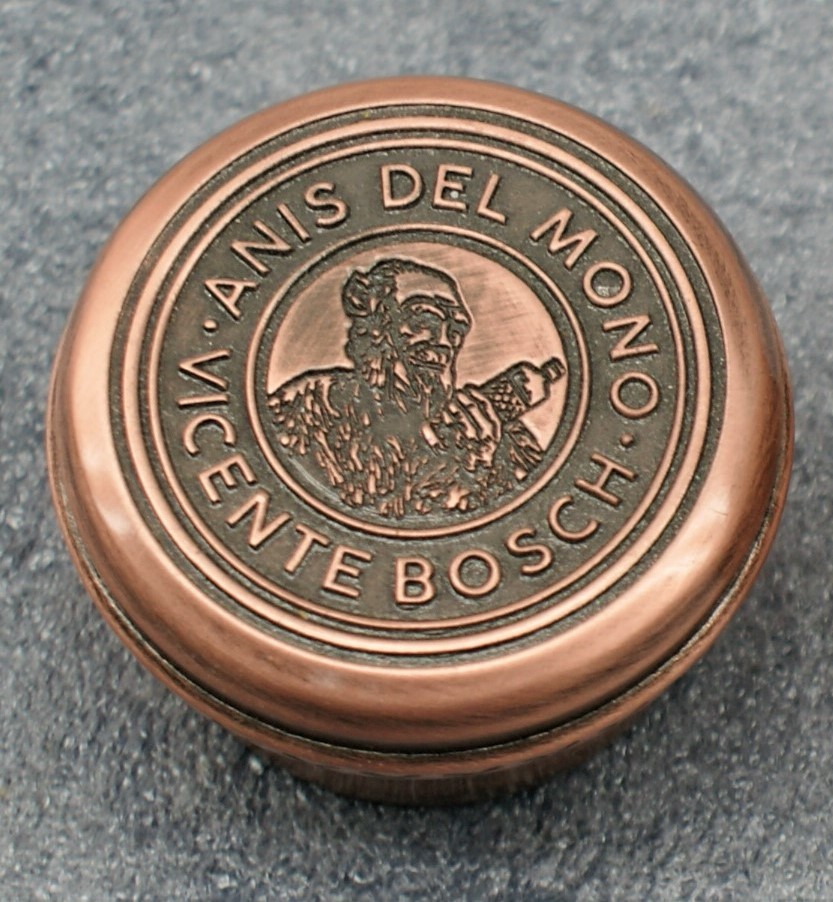 · ANIS DEL MONO ·
VICENTE BOSCH